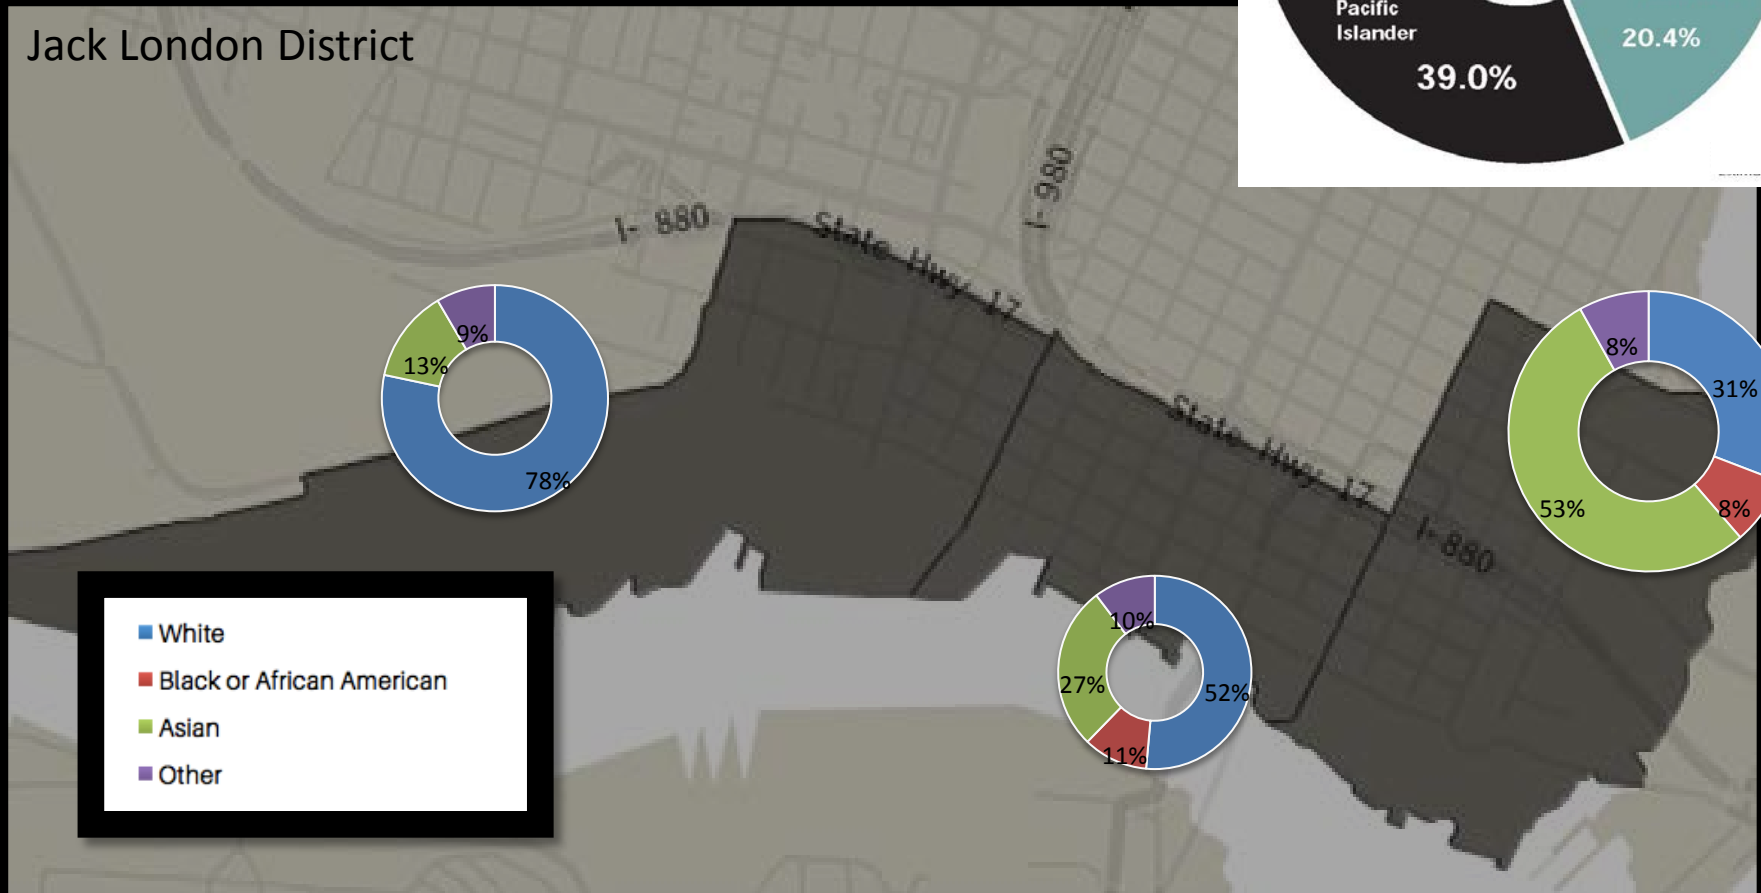 Jack London District
Pacific
Islander
39.0%
20.4%
I- 980
I- 880
State Hwy 17
State Hwy 17
I- 880
9%
13%
78%
8%
31%
53%
8%
10%
27%
52%
11%
White
Black or African American
Asian
Other